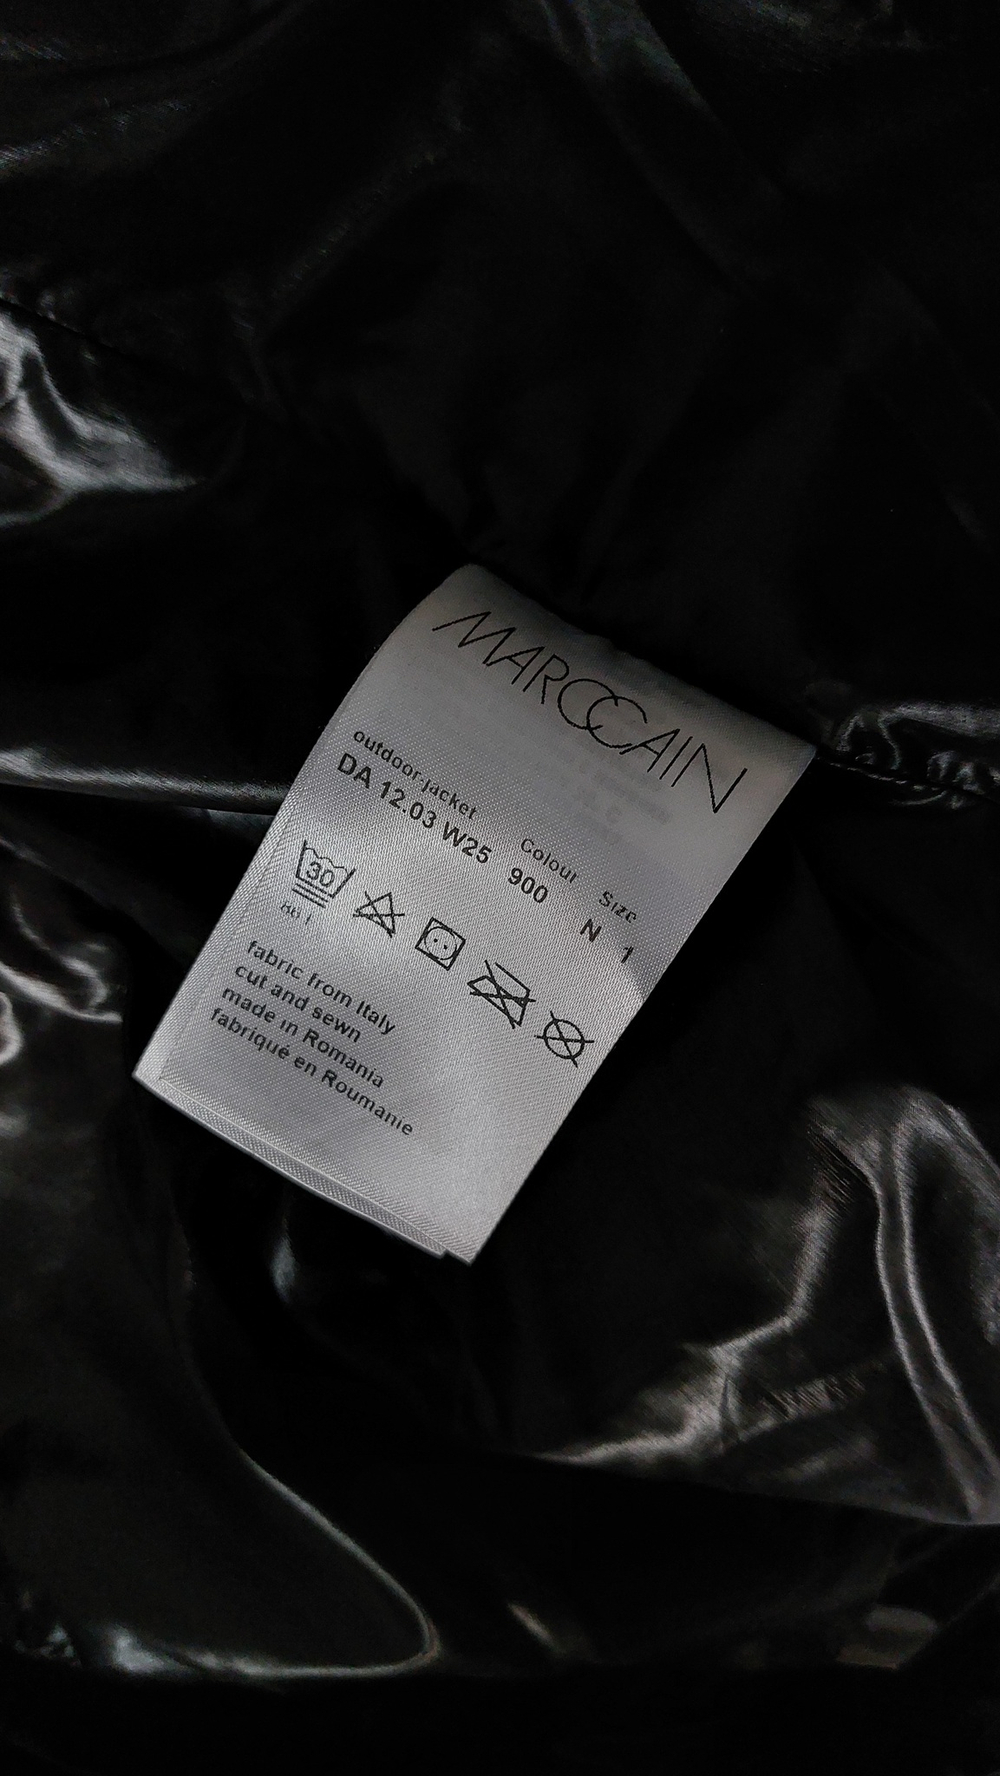 MARCCAIN
outdoor-jacket Colour Size
DA 12.03 W25 900 N 1
30
fabric from Italy
cut and sewn
made in Romania
fabriqué en Roumanie